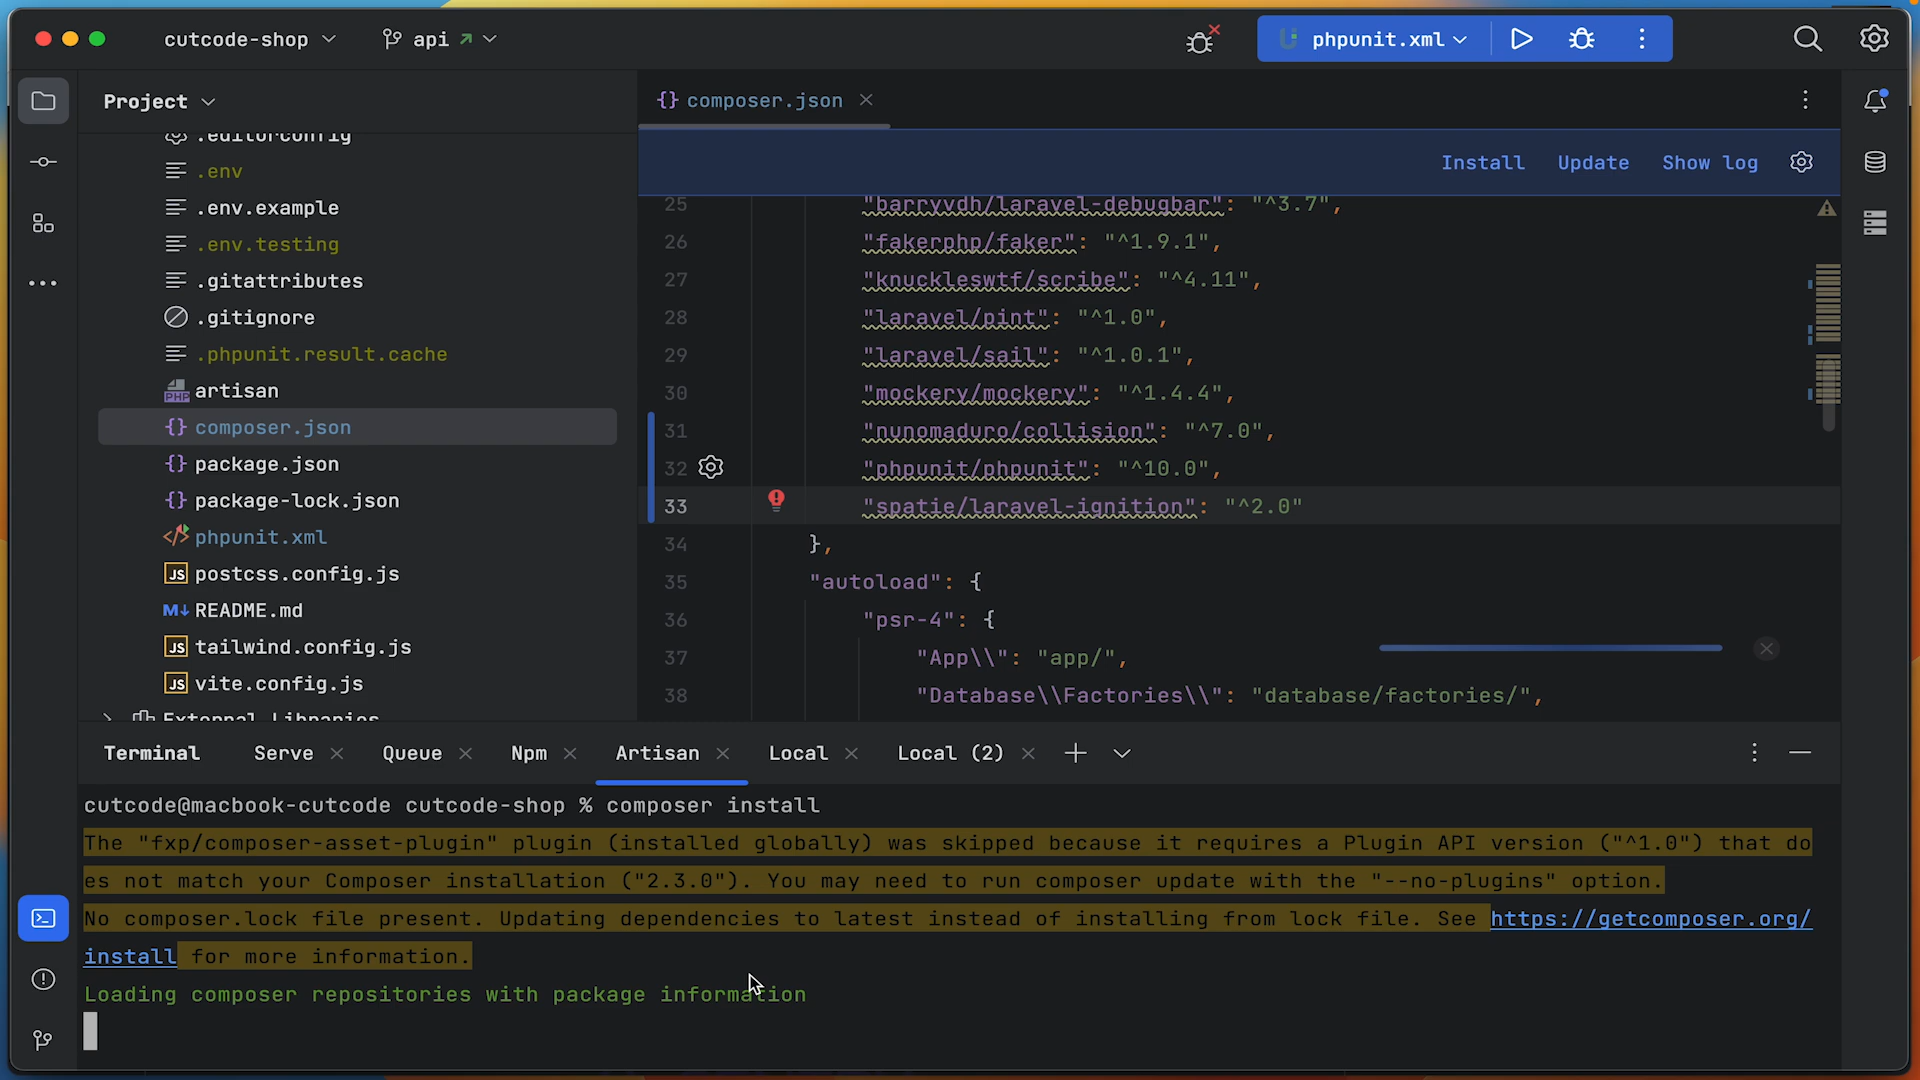 cutcode-shop
api
phpunit.xml
Project
composer.json
.editorconfig
.env
.env.example
.env.testing
.gitattributes
.gitignore
.phpunit.result.cache
artisan
composer.json
package.json
package-lock.json
phpunit.xml
postcss.config.js
README.md
tailwind.config.js
vite.config.js
External Libraries
Install Update Show log
25 "barryvdh/laravel-debugbar": "^3.7",
26 "fakerphp/faker": "^1.9.1",
27 "knuckleswtf/scribe": "^4.11",
28 "laravel/pint": "^1.0",
29 "laravel/sail": "^1.0.1",
30 "mockery/mockery": "^1.4.4",
31 "nunomaduro/collision": "^7.0",
32 "phpunit/phpunit": "^10.0",
33 "spatie/laravel-ignition": "^2.0"
34 },
35 "autoload": {
36 "psr-4": {
37 "App\\": "app/",
38 "Database\\Factories\\": "database/factories/",
Terminal Serve Queue Npm Artisan Local Local (2)
cutcode@macbook-cutcode cutcode-shop % composer install
The "fxp/composer-asset-plugin" plugin (installed globally) was skipped because it requires a Plugin API version ("^1.0") that do
es not match your Composer installation ("2.3.0"). You may need to run composer update with the "--no-plugins" option.
No composer.lock file present. Updating dependencies to latest instead of installing from lock file. See https://getcomposer.org/
install for more information.
Loading composer repositories with package information